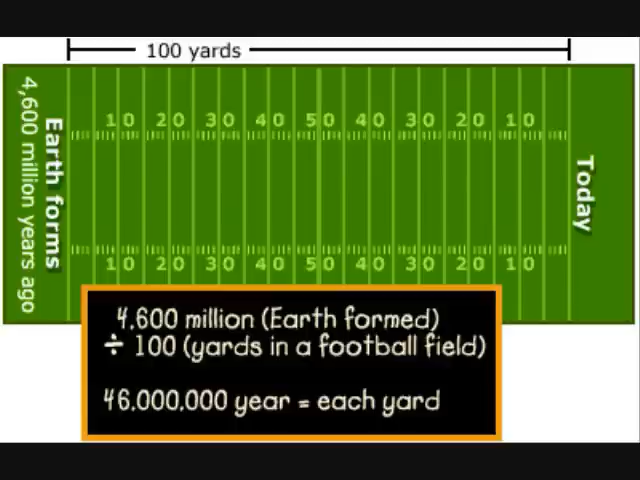 100 yards
4,600 million years ago
Earth forms
10 20 30 40 50 40 30 20 10
Today
10 20 30 40 50 40 30 20 10
4,600 million (Earth formed)
÷ 100 (yards in a football field)
46,000,000 year = each yard